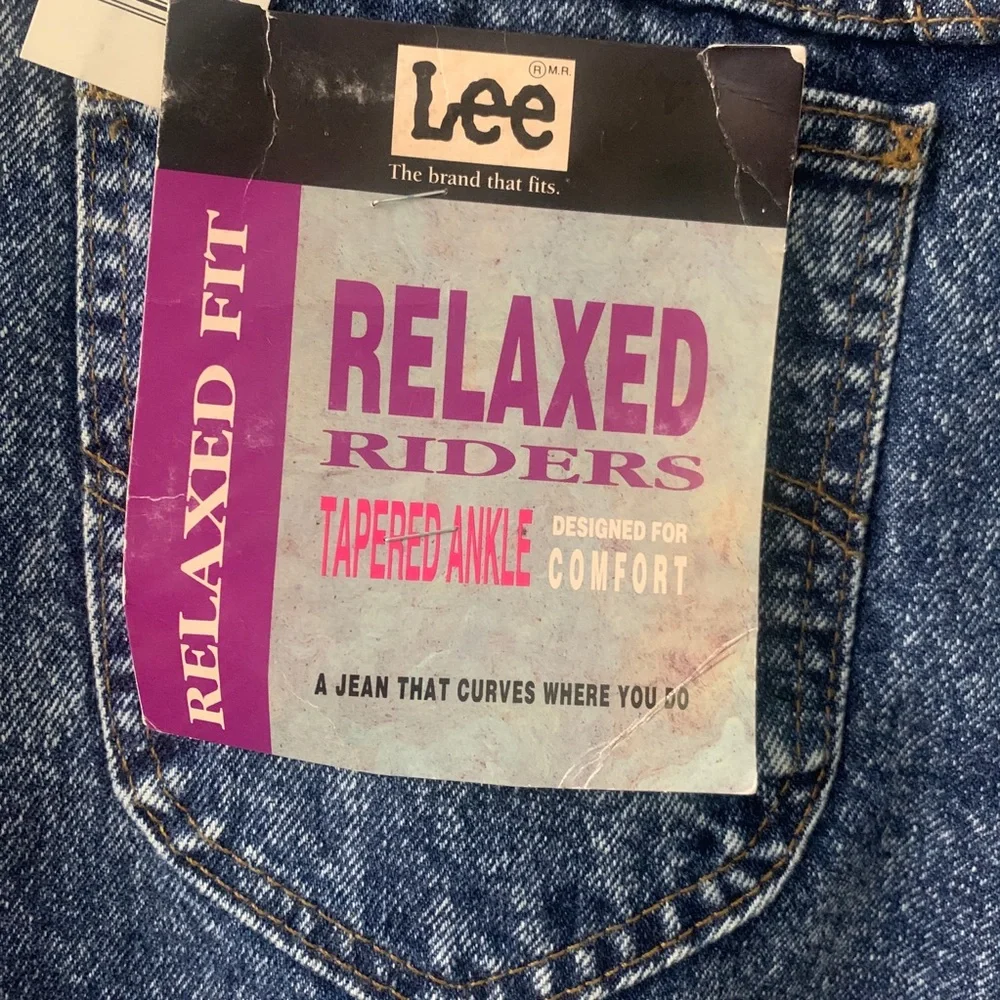 Lee
® M.R.
The brand that fits.
RELAXED FIT
RELAXED
RIDERS
TAPERED ANKLE
DESIGNED FOR
COMFORT
A JEAN THAT CURVES WHERE YOU DO